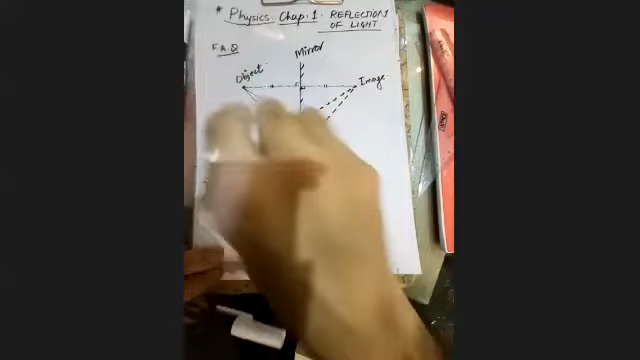 * Physics: Chap: 1: REFLECTION
OF LIGHT.
F.A.Q
Mirror
Object
Image